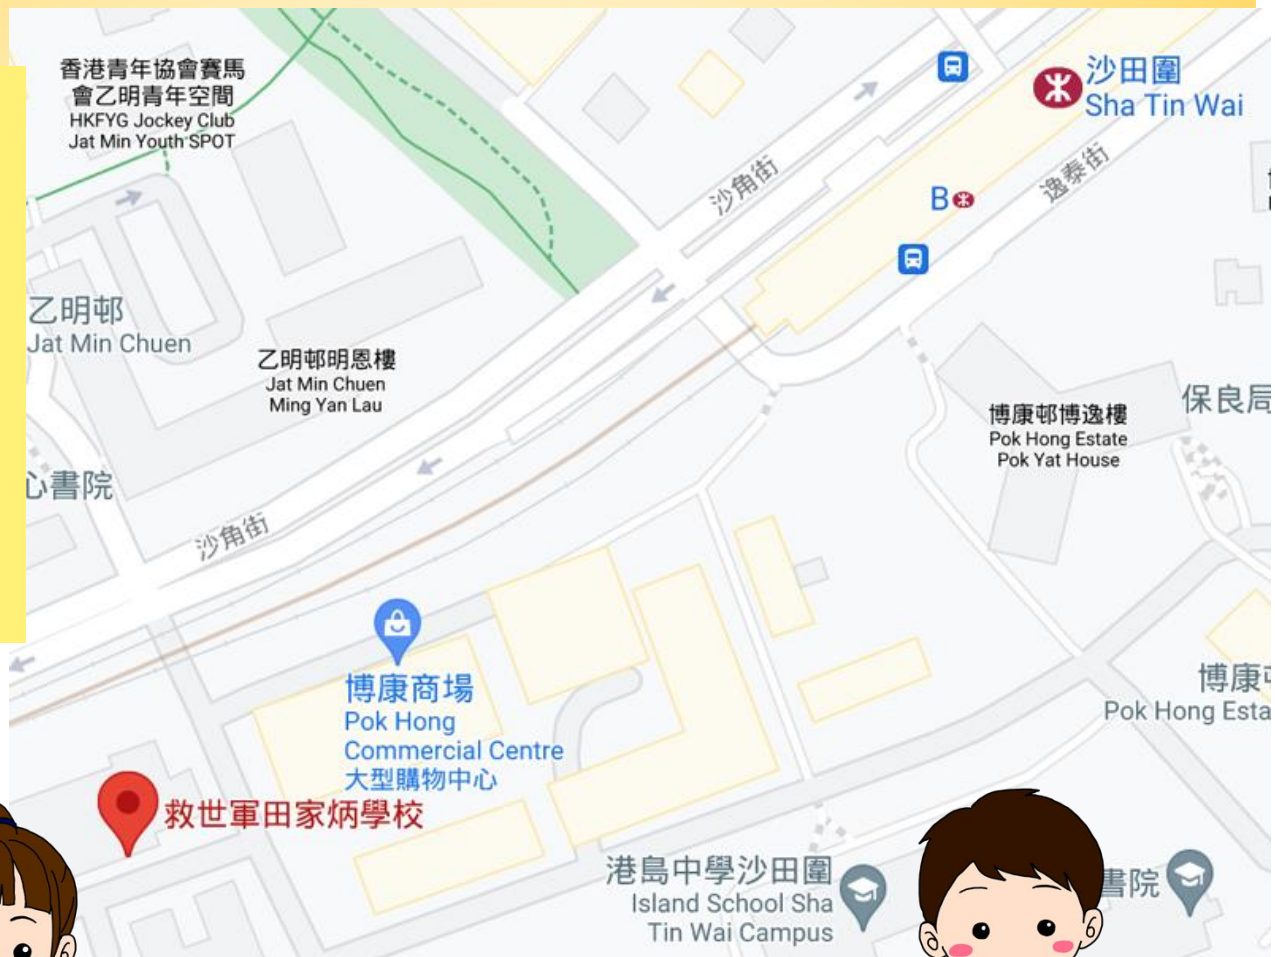 香港青年協會賽馬
會乙明青年空間
HKFYG Jockey Club
Jat Min Youth SPOT
沙田圍
Sha Tin Wai
沙角街
逸泰街
B
乙明邨
Jat Min Chuen
乙明邨明恩樓
Jat Min Chuen
Ming Yan Lau
保良局
博康邨博逸樓
Pok Hong Estate
Pok Yat House
心書院
沙角街
博康商場
Pok Hong
Commercial Centre
大型購物中心
博康
Pok Hong Esta
救世軍田家炳學校
港島中學沙田圍
Island School Sha
Tin Wai Campus
書院